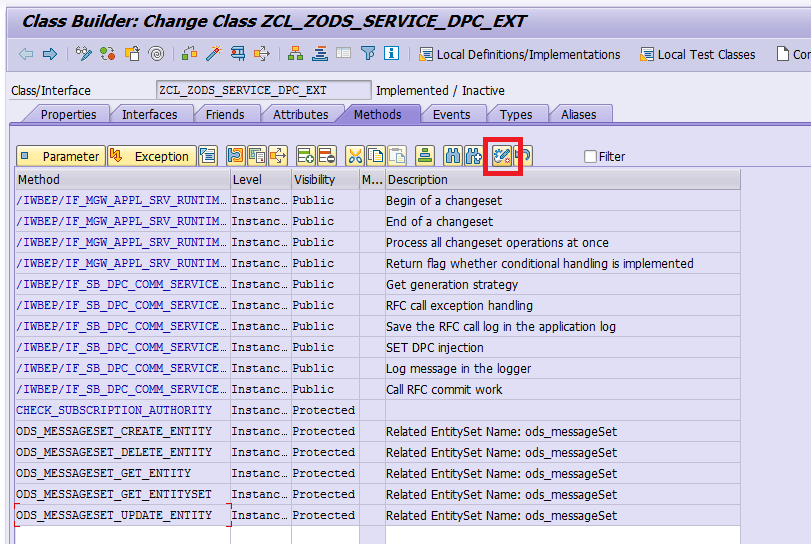 Class Builder: Change Class ZCL_ZODS_SERVICE_DPC_EXT
Local Definitions/Implementations Local Test Classes Con
Class/Interface ZCL_ZODS_SERVICE_DPC_EXT Implemented / Inactive
Properties Interfaces Friends Attributes Methods Events Types Aliases
Parameter Exception Filter
Method Level Visibility M... Description
/IWBEP/IF_MGW_APPL_SRV_RUNTIM... Instanc... Public Begin of a changeset
/IWBEP/IF_MGW_APPL_SRV_RUNTIM... Instanc... Public End of a changeset
/IWBEP/IF_MGW_APPL_SRV_RUNTIM... Instanc... Public Process all changeset operations at once
/IWBEP/IF_MGW_APPL_SRV_RUNTIM... Instanc... Public Return flag whether conditional handling is implemented
/IWBEP/IF_SB_DPC_COMM_SERVICE... Instanc... Public Get generation strategy
/IWBEP/IF_SB_DPC_COMM_SERVICE... Instanc... Public RFC call exception handling
/IWBEP/IF_SB_DPC_COMM_SERVICE... Instanc... Public Save the RFC call log in the application log
/IWBEP/IF_SB_DPC_COMM_SERVICE... Instanc... Public SET DPC injection
/IWBEP/IF_SB_DPC_COMM_SERVICE... Instanc... Public Log message in the logger
/IWBEP/IF_SB_DPC_COMM_SERVICE... Instanc... Public Call RFC commit work
CHECK_SUBSCRIPTION_AUTHORITY Instanc... Protected
ODS_MESSAGESET_CREATE_ENTITY Instanc... Protected Related EntitySet Name: ods_messageSet
ODS_MESSAGESET_DELETE_ENTITY Instanc... Protected Related EntitySet Name: ods_messageSet
ODS_MESSAGESET_GET_ENTITY Instanc... Protected Related EntitySet Name: ods_messageSet
ODS_MESSAGESET_GET_ENTITYSET Instanc... Protected Related EntitySet Name: ods_messageSet
ODS_MESSAGESET_UPDATE_ENTITY Instanc... Protected Related EntitySet Name: ods_messageSet